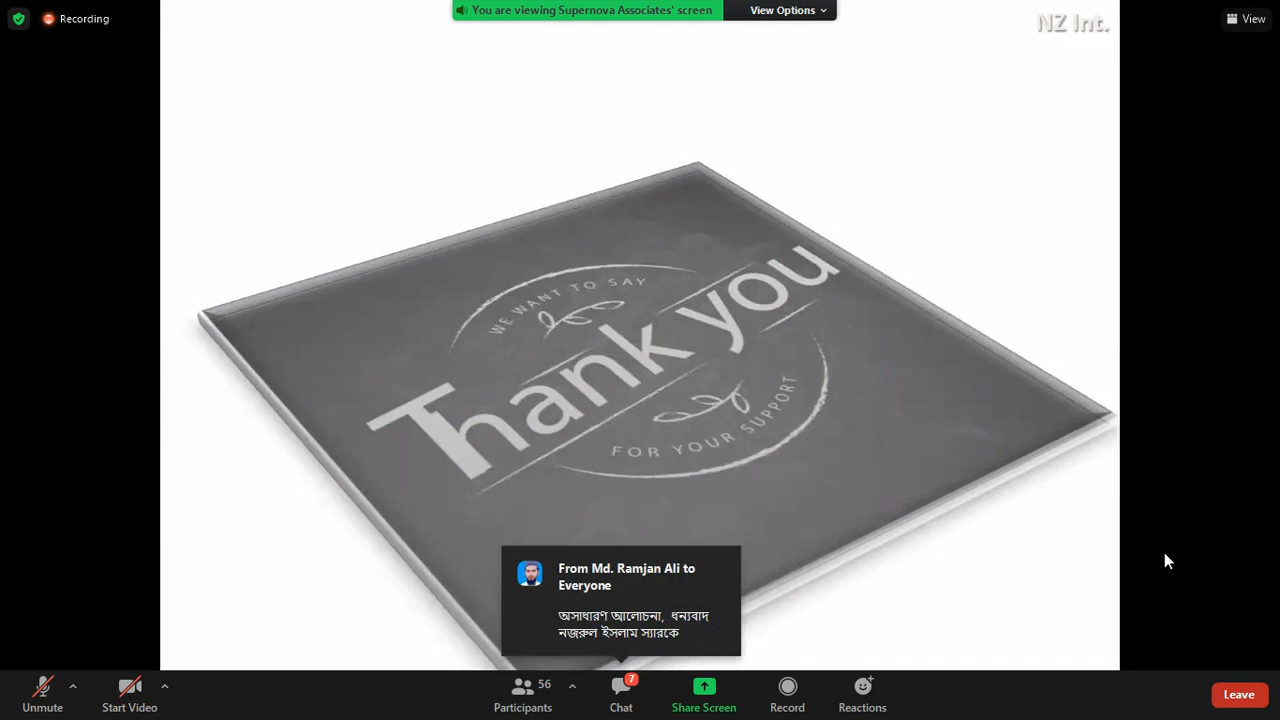 Recording
You are viewing Supernova Associates' screen
View Options
NZ Int.
View
WE WANT TO SAY
Thank you
FOR YOUR SUPPORT
From Md. Ramjan Ali to
Everyone
অসাধারণ আলোচনা, ধন্যবাদ
নজরুল ইসলাম স্যারকে
Unmute
Start Video
56
Participants
7
Chat
Share Screen
Record
Reactions
Leave